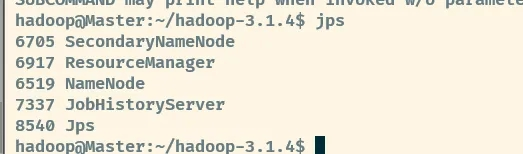 SUBCOMMAND may print help when invoked w/o paramete
hadoop@Master:~/hadoop-3.1.4$ jps
6705 SecondaryNameNode
6917 ResourceManager
6519 NameNode
7337 JobHistoryServer
8540 Jps
hadoop@Master:~/hadoop-3.1.4$